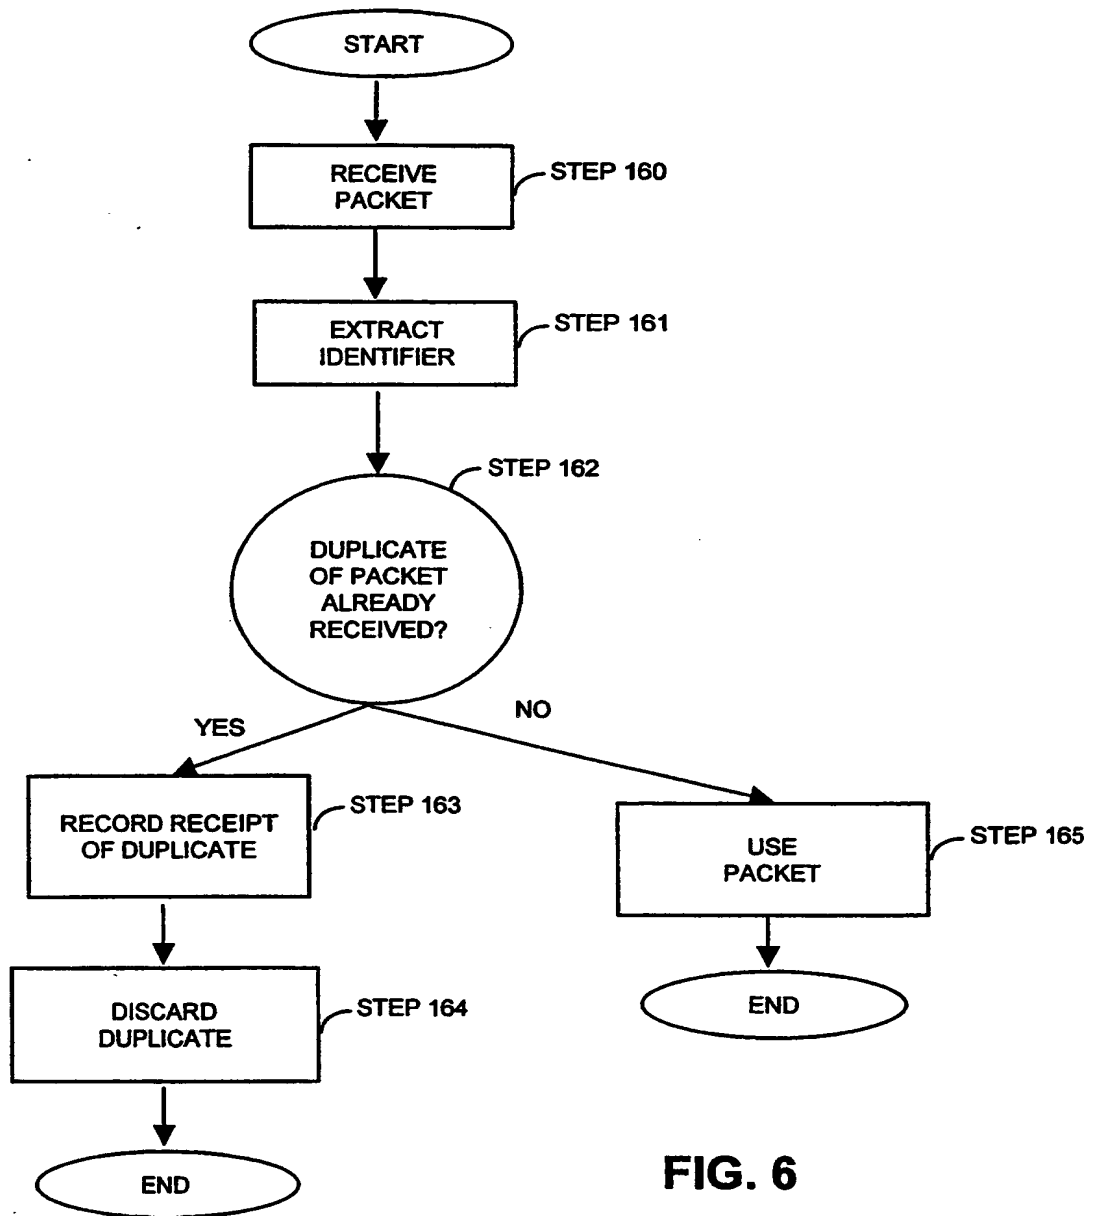 START
RECEIVE
PACKET
STEP 160
EXTRACT
IDENTIFIER
STEP 161
STEP 162
DUPLICATE
OF PACKET
ALREADY
RECEIVED?
YES
NO
RECORD RECEIPT
OF DUPLICATE
STEP 163
USE
PACKET
STEP 165
DISCARD
DUPLICATE
STEP 164
END
END
FIG. 6